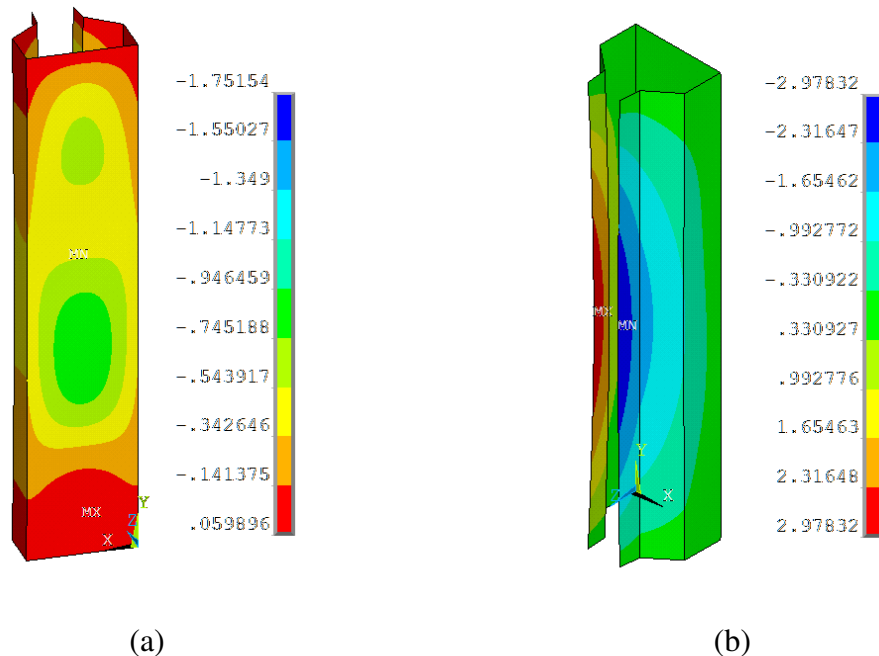 -1.75154
-1.55027
-1.349
-1.14773
-.946459
-.745188
-.543917
-.342646
-.141375
.059896
MN
MX
Y
Z
X
(a)
-2.97832
-2.31647
-1.65462
-.992772
-.330922
.330927
.992776
1.65463
2.31648
2.97832
MX
MN
Y
Z
X
(b)